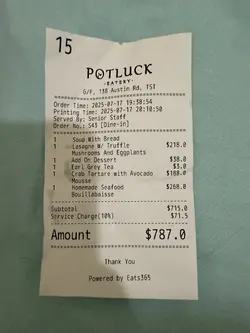 15
POTLUCK
- EATERY -
G/F, 138 Austin Rd, TST
Order Time: 2025-07-17 19:38:54
Printing Time: 2025-07-17 20:10:50
Served By: Senior Staff
Order No.: 543 [Dine-in]
1 Soup With Bread
1 Lasagne W/ Truffle $218.0
Mushrooms And Eggplants
1 Add On Dessert $38.0
1 Earl Grey Tea $3.0
1 Crab Tartare with Avocado $188.0
Mousse
1 Homemade Seafood $268.0
Bouillabaisse
Subtotal $715.0
Service Charge(10%) $71.5
Amount $787.0
Thank You
Powered by Eats365